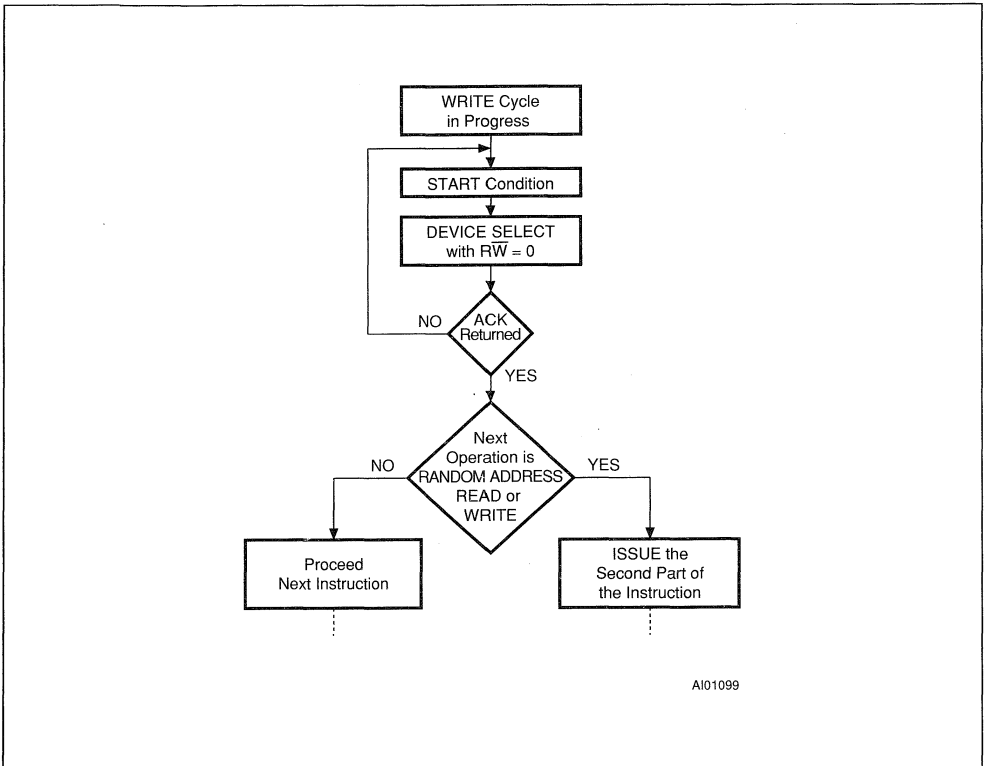 WRITE Cycle
in Progress
START Condition
DEVICE SELECT
with RW̅ = 0
NO
ACK
Returned
YES
Next
Operation is
RANDOM ADDRESS
READ or
WRITE
NO
YES
Proceed
Next Instruction
ISSUE the
Second Part of
the Instruction
AI01099